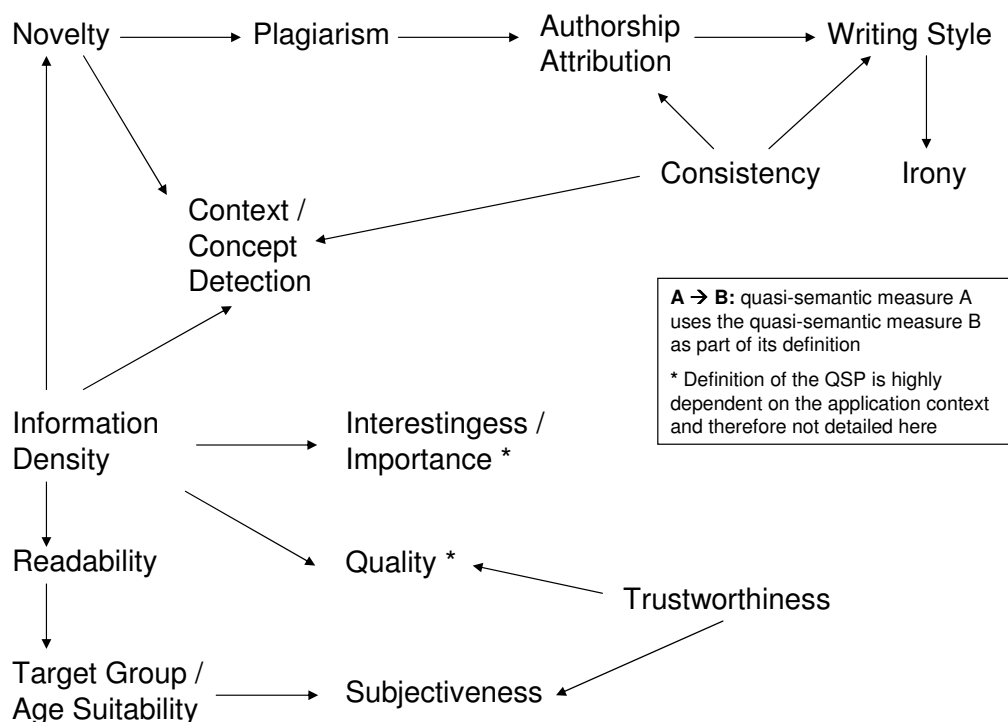 Novelty
Plagiarism
Authorship
Attribution
Writing Style
Consistency
Irony
Context /
Concept
Detection
A → B: quasi-semantic measure A
uses the quasi-semantic measure B
as part of its definition
* Definition of the QSP is highly
dependent on the application context
and therefore not detailed here
Information
Density
Interestingess /
Importance *
Readability
Quality *
Trustworthiness
Target Group /
Age Suitability
Subjectiveness